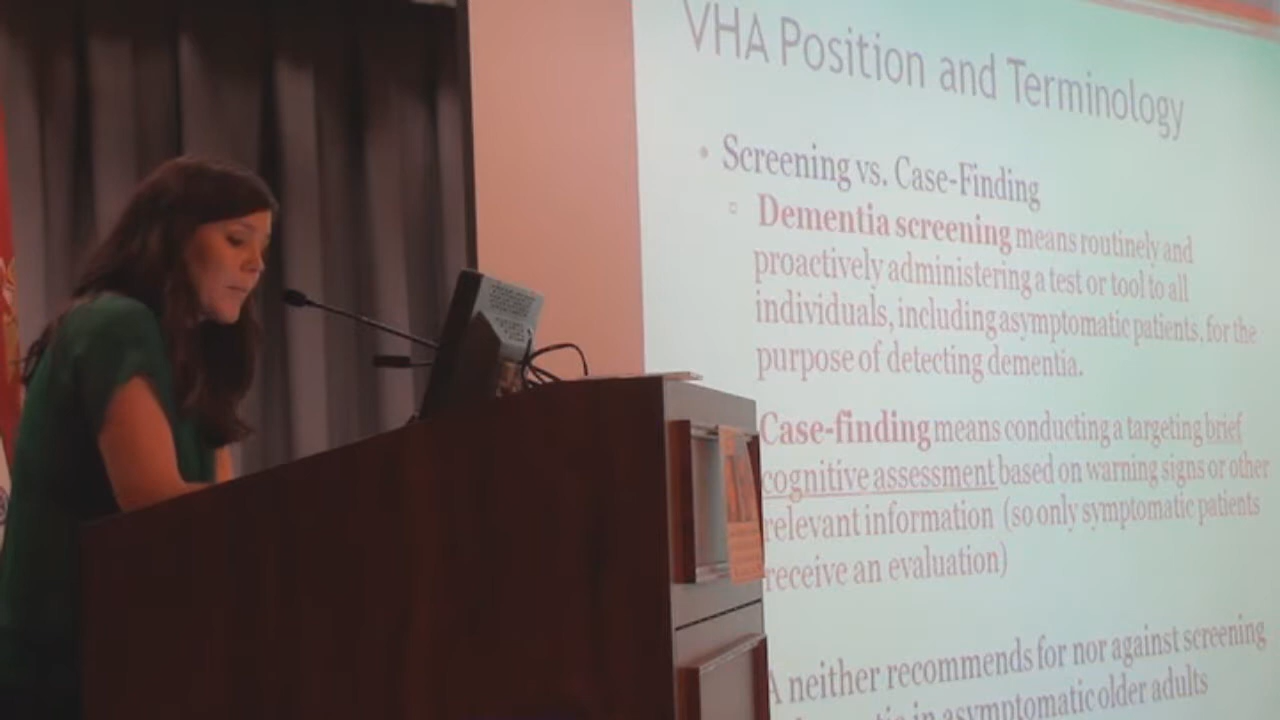 VHA Position and Terminology
• Screening vs. Case-Finding
▫ Dementia screening means routinely and
proactively administering a test or tool to all
individuals, including asymptomatic patients, for the
purpose of detecting dementia.
Case-finding means conducting a targeting brief
cognitive assessment based on warning signs or other
relevant information (so only symptomatic patients
receive an evaluation)
A neither recommends for nor against screening
in asymptomatic older adults